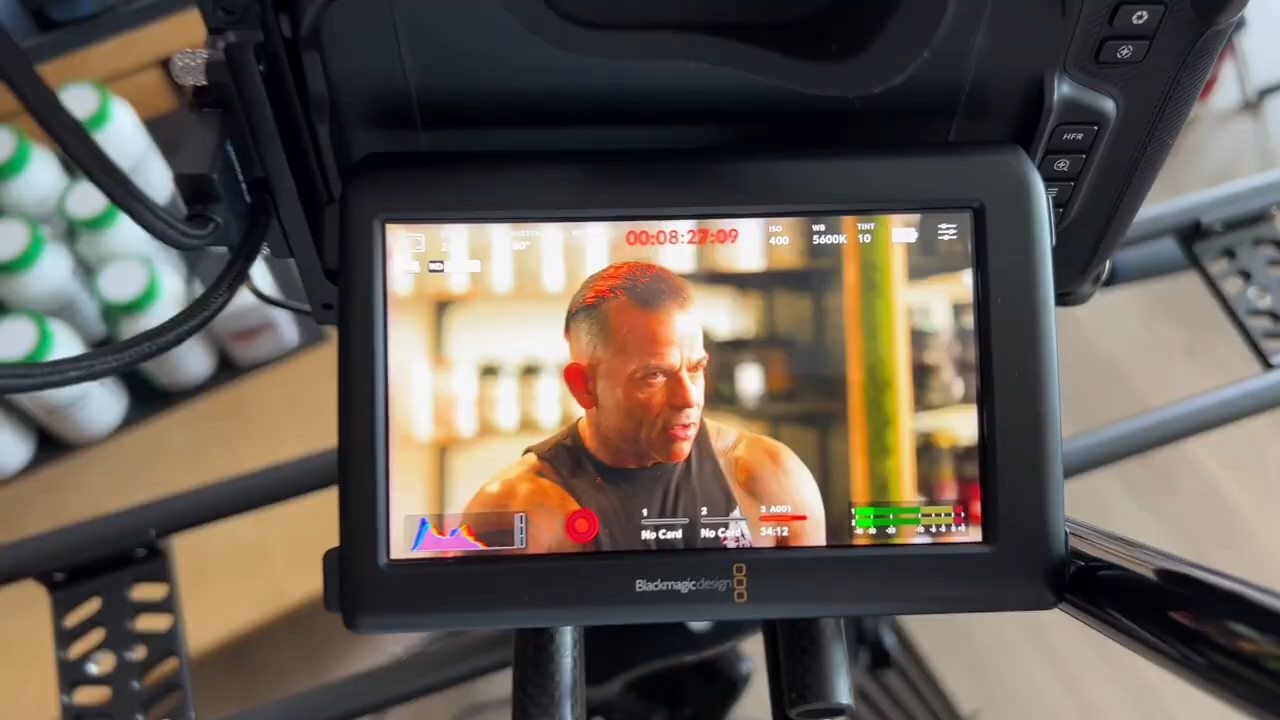 HFR
00:08:27:09
ISO
400
WB
5600K
TINT
10
1
No Card
2
No Card
3 A001
34:12
Blackmagicdesign